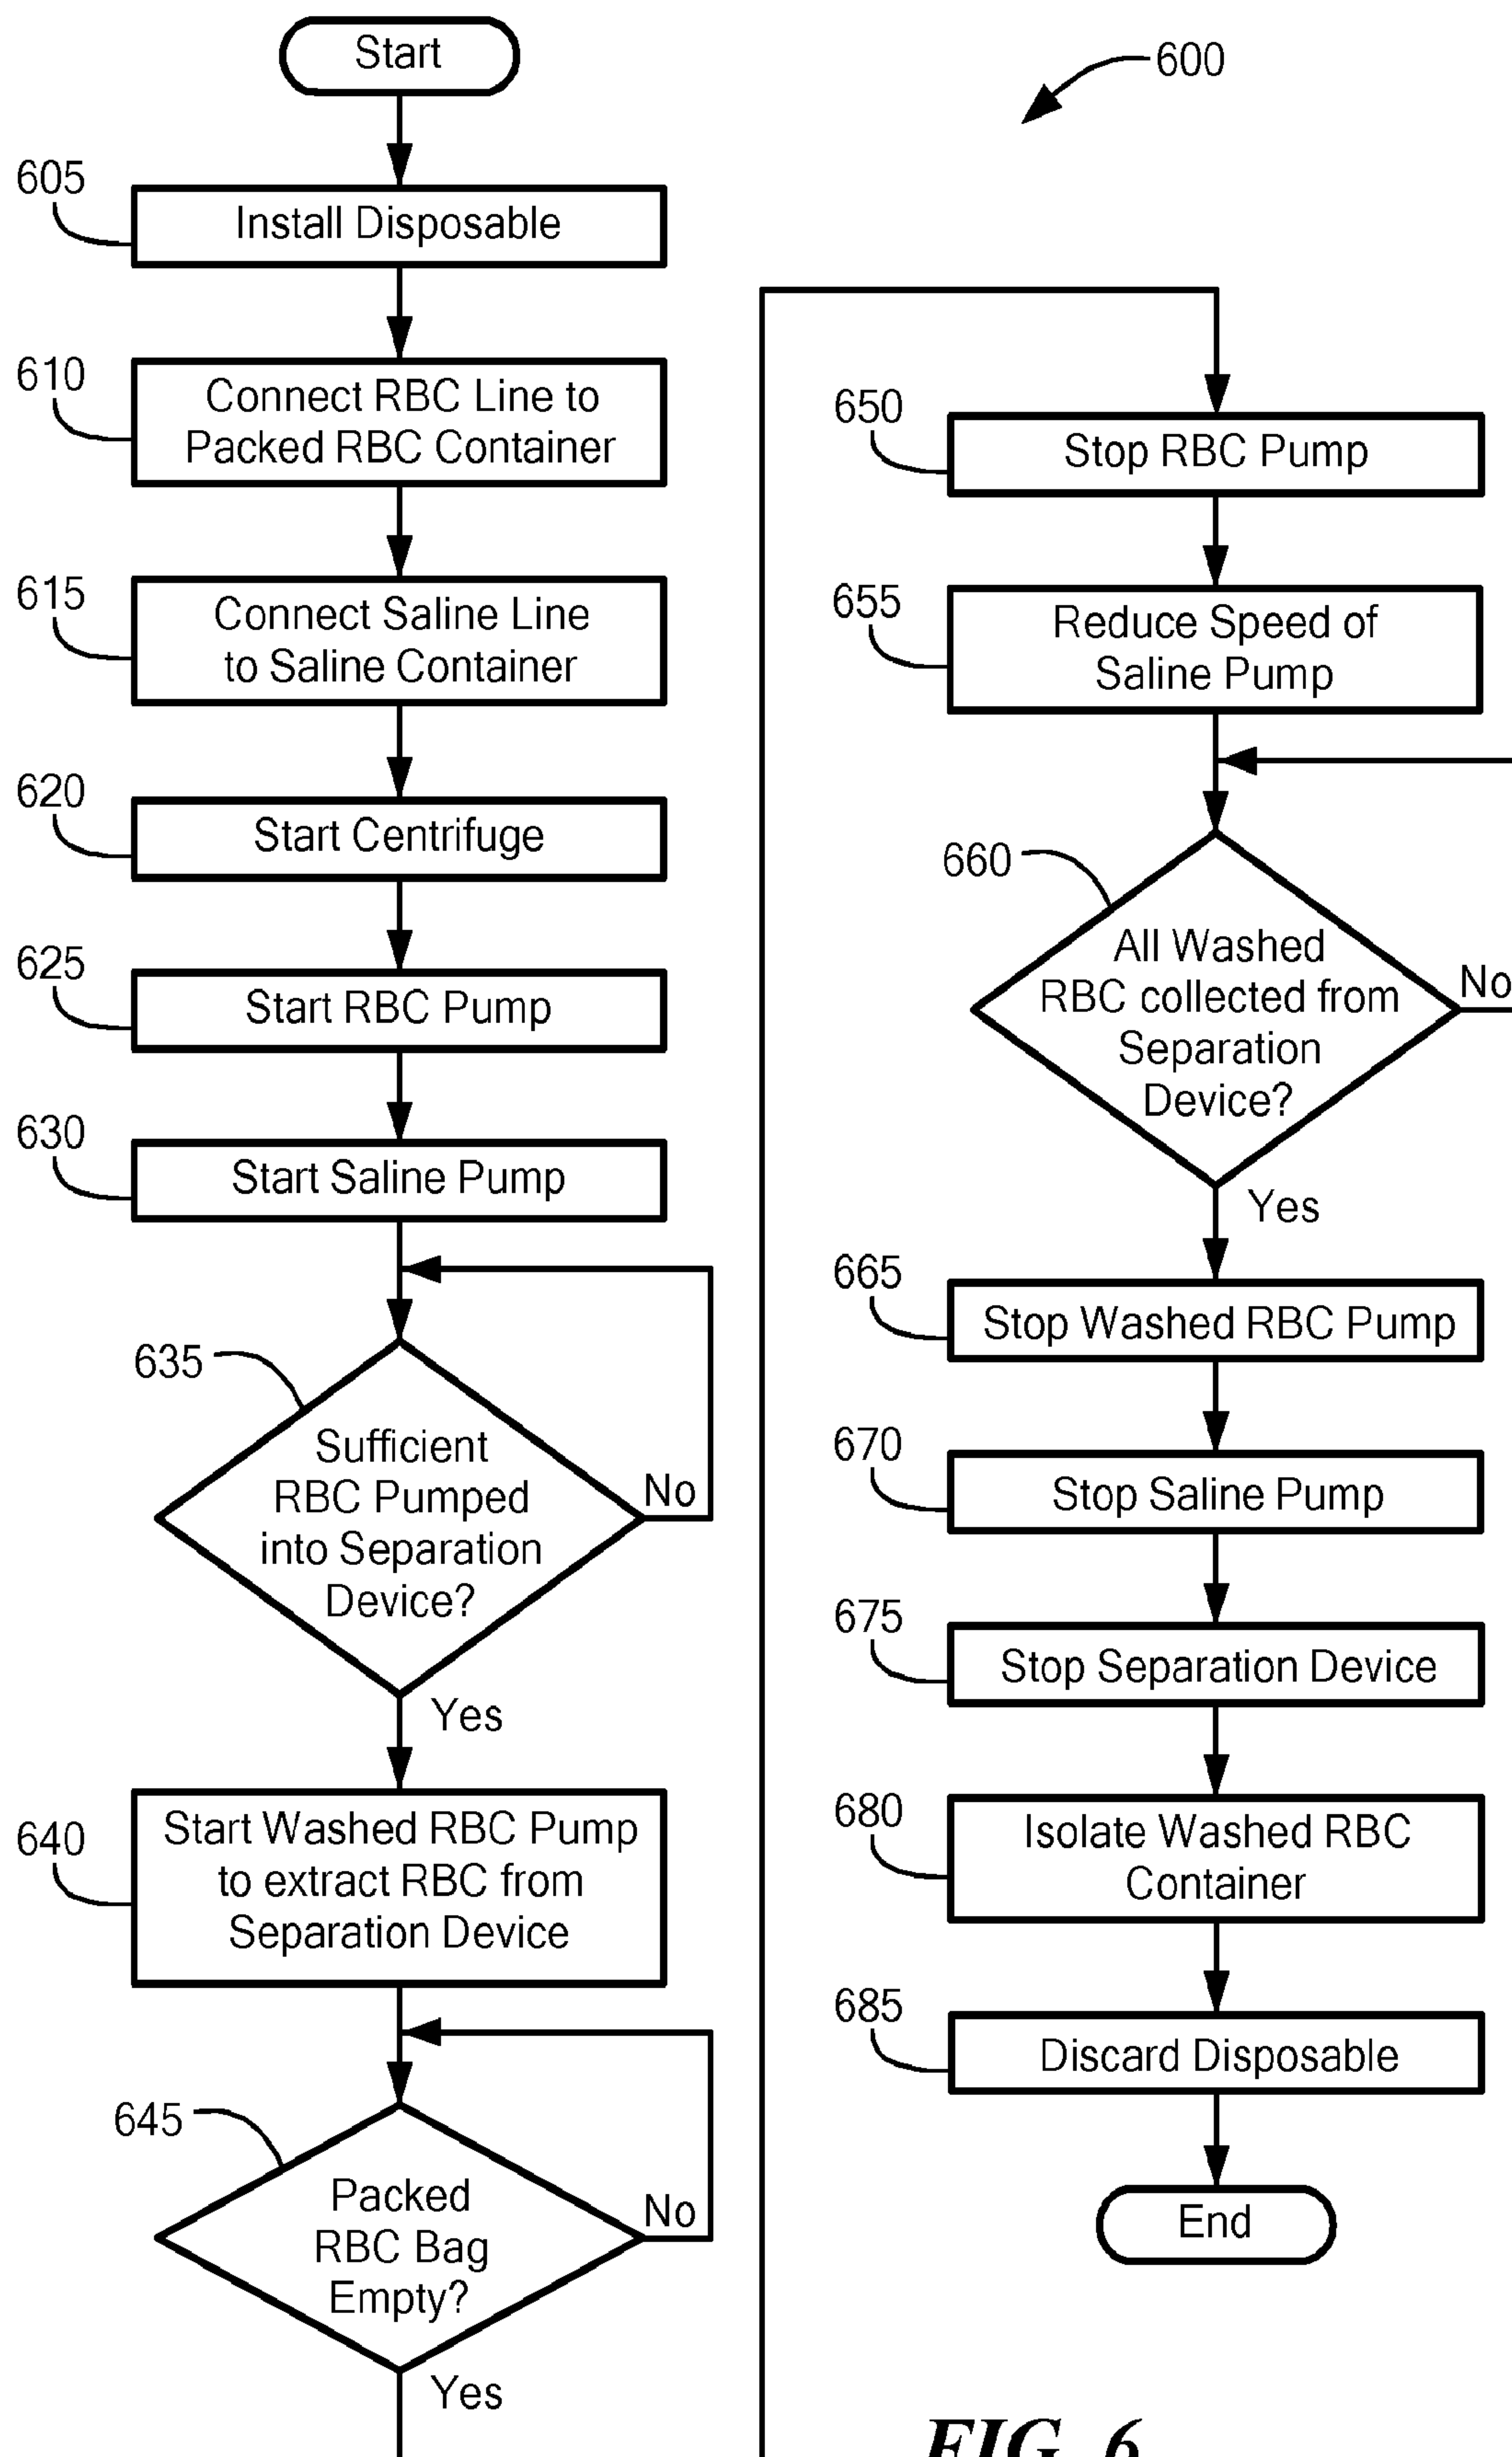 Start
600
605
Install Disposable
610
Connect RBC Line to
Packed RBC Container
615
Connect Saline Line
to Saline Container
620
Start Centrifuge
625
Start RBC Pump
630
Start Saline Pump
635
Sufficient
RBC Pumped
into Separation
Device?
No
Yes
640
Start Washed RBC Pump
to extract RBC from
Separation Device
645
Packed
RBC Bag
Empty?
No
Yes
650
Stop RBC Pump
655
Reduce Speed of
Saline Pump
660
All Washed
RBC collected from
Separation
Device?
No
Yes
665
Stop Washed RBC Pump
670
Stop Saline Pump
675
Stop Separation Device
680
Isolate Washed RBC
Container
685
Discard Disposable
End
FIG. 6